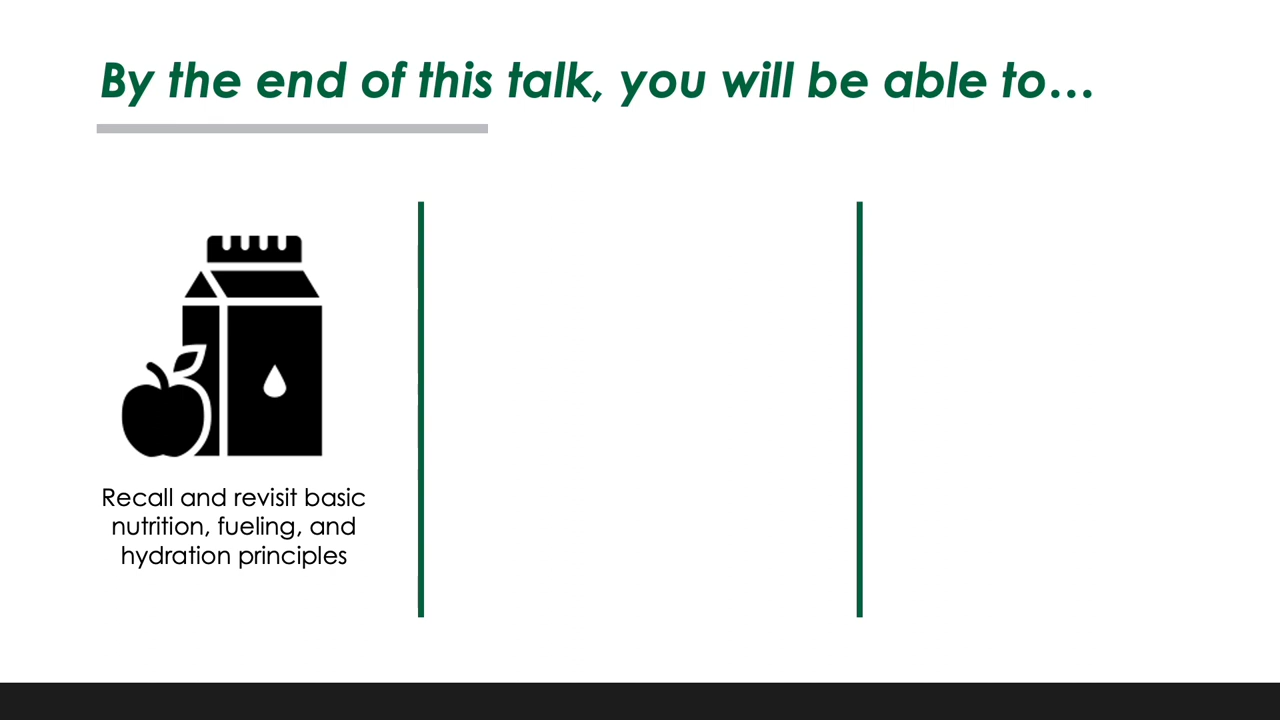 By the end of this talk, you will be able to…
Recall and revisit basic
nutrition, fueling, and
hydration principles